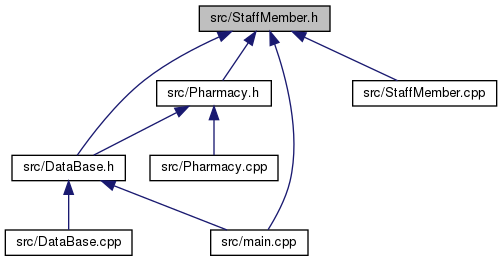 src/StaffMember.h
src/Pharmacy.h
src/StaffMember.cpp
src/DataBase.h
src/Pharmacy.cpp
src/DataBase.cpp
src/main.cpp